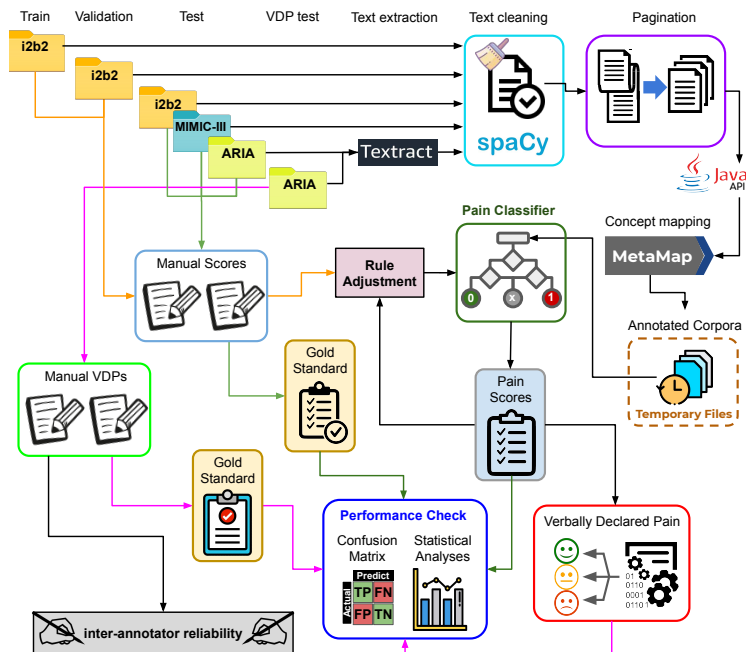 Train Validation Test VDP test Text extraction Text cleaning Pagination
i2b2
i2b2
i2b2
MIMIC-III
ARIA
ARIA
Textract
spaCy
Java
API
Concept mapping
MetaMap
Annotated Corpora
Temporary Files
Pain Classifier
0 x 1
Manual Scores
Rule
Adjustment
Gold
Standard
Pain
Scores
Manual VDPs
Gold
Standard
Performance Check
Confusion
Matrix
Statistical
Analyses
Predict
Actual
TP FN
FP TN
Verbally Declared Pain
01
0110
0001
01101
inter-annotator reliability